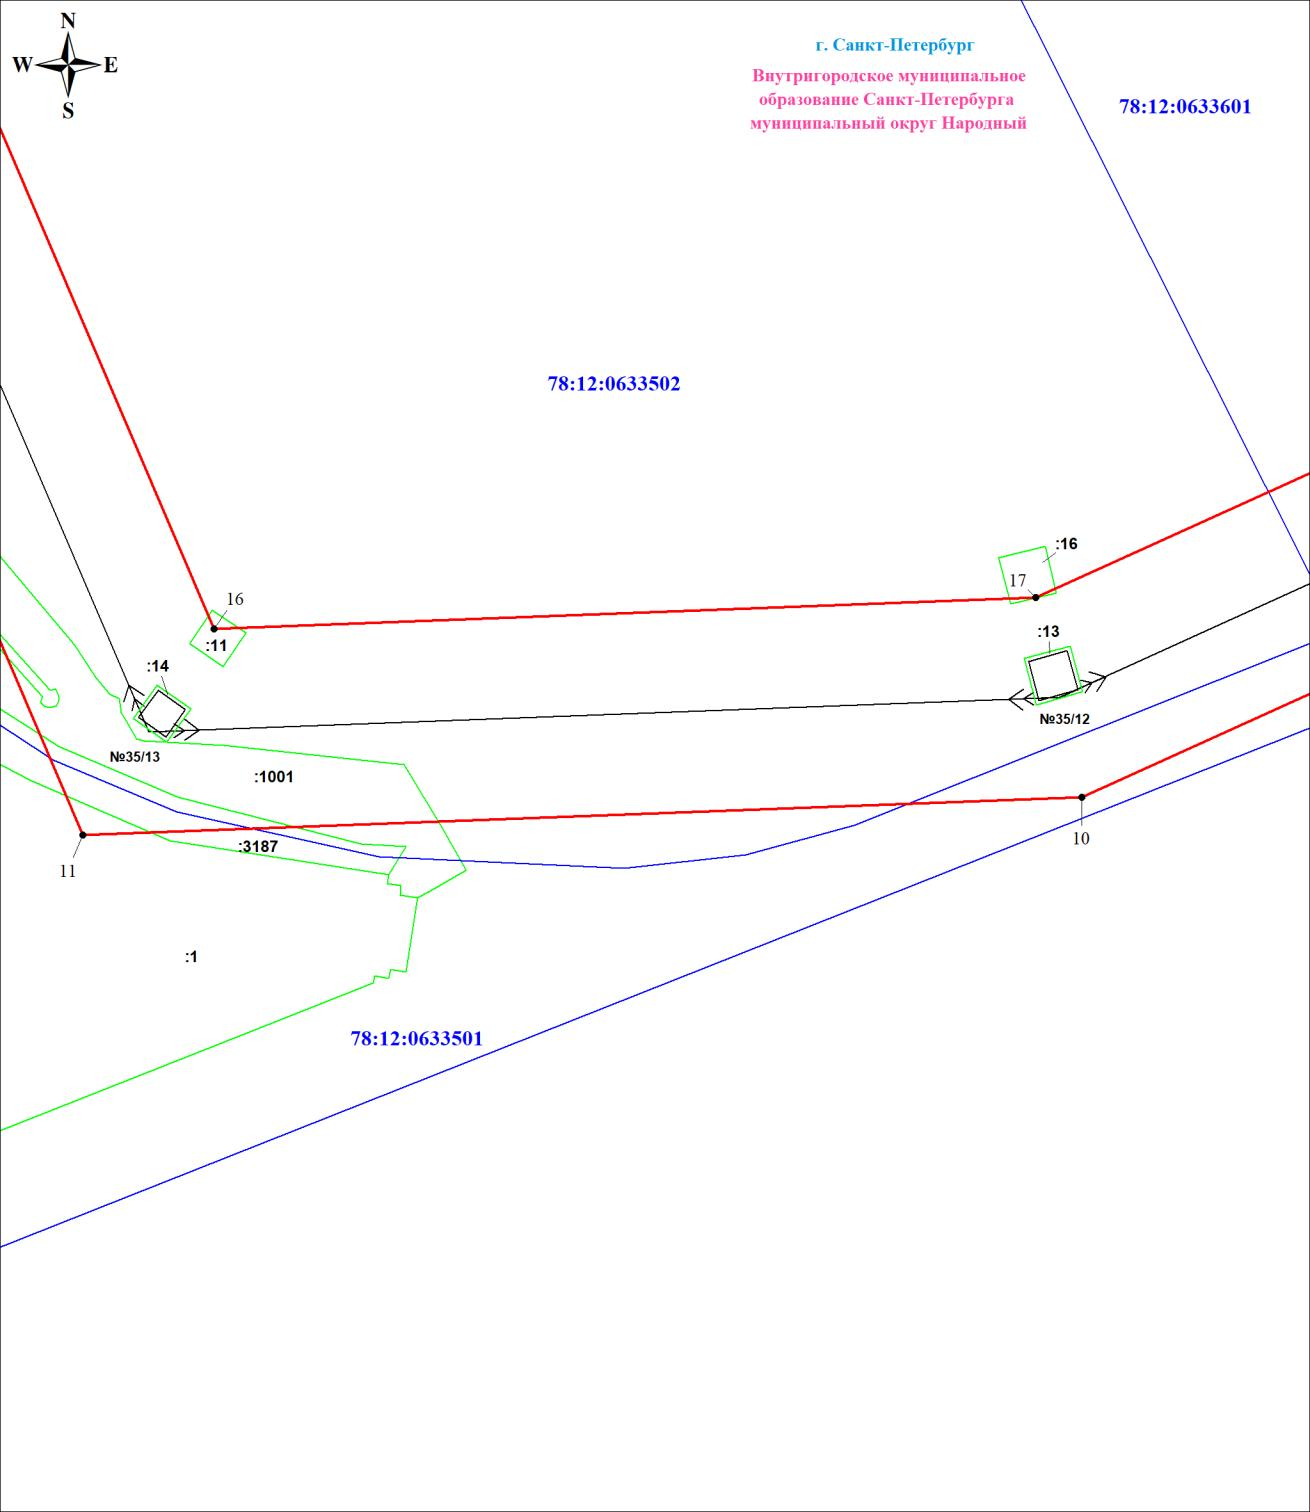 N
W E
S
г. Санкт-Петербург
Внутригородское муниципальное
образование Санкт-Петербурга
муниципальный округ Народный
78:12:0633601
78:12:0633502
:16
17
16
:13
:11
:14
№35/12
№35/13
:1001
10
:3187
11
:1
78:12:0633501